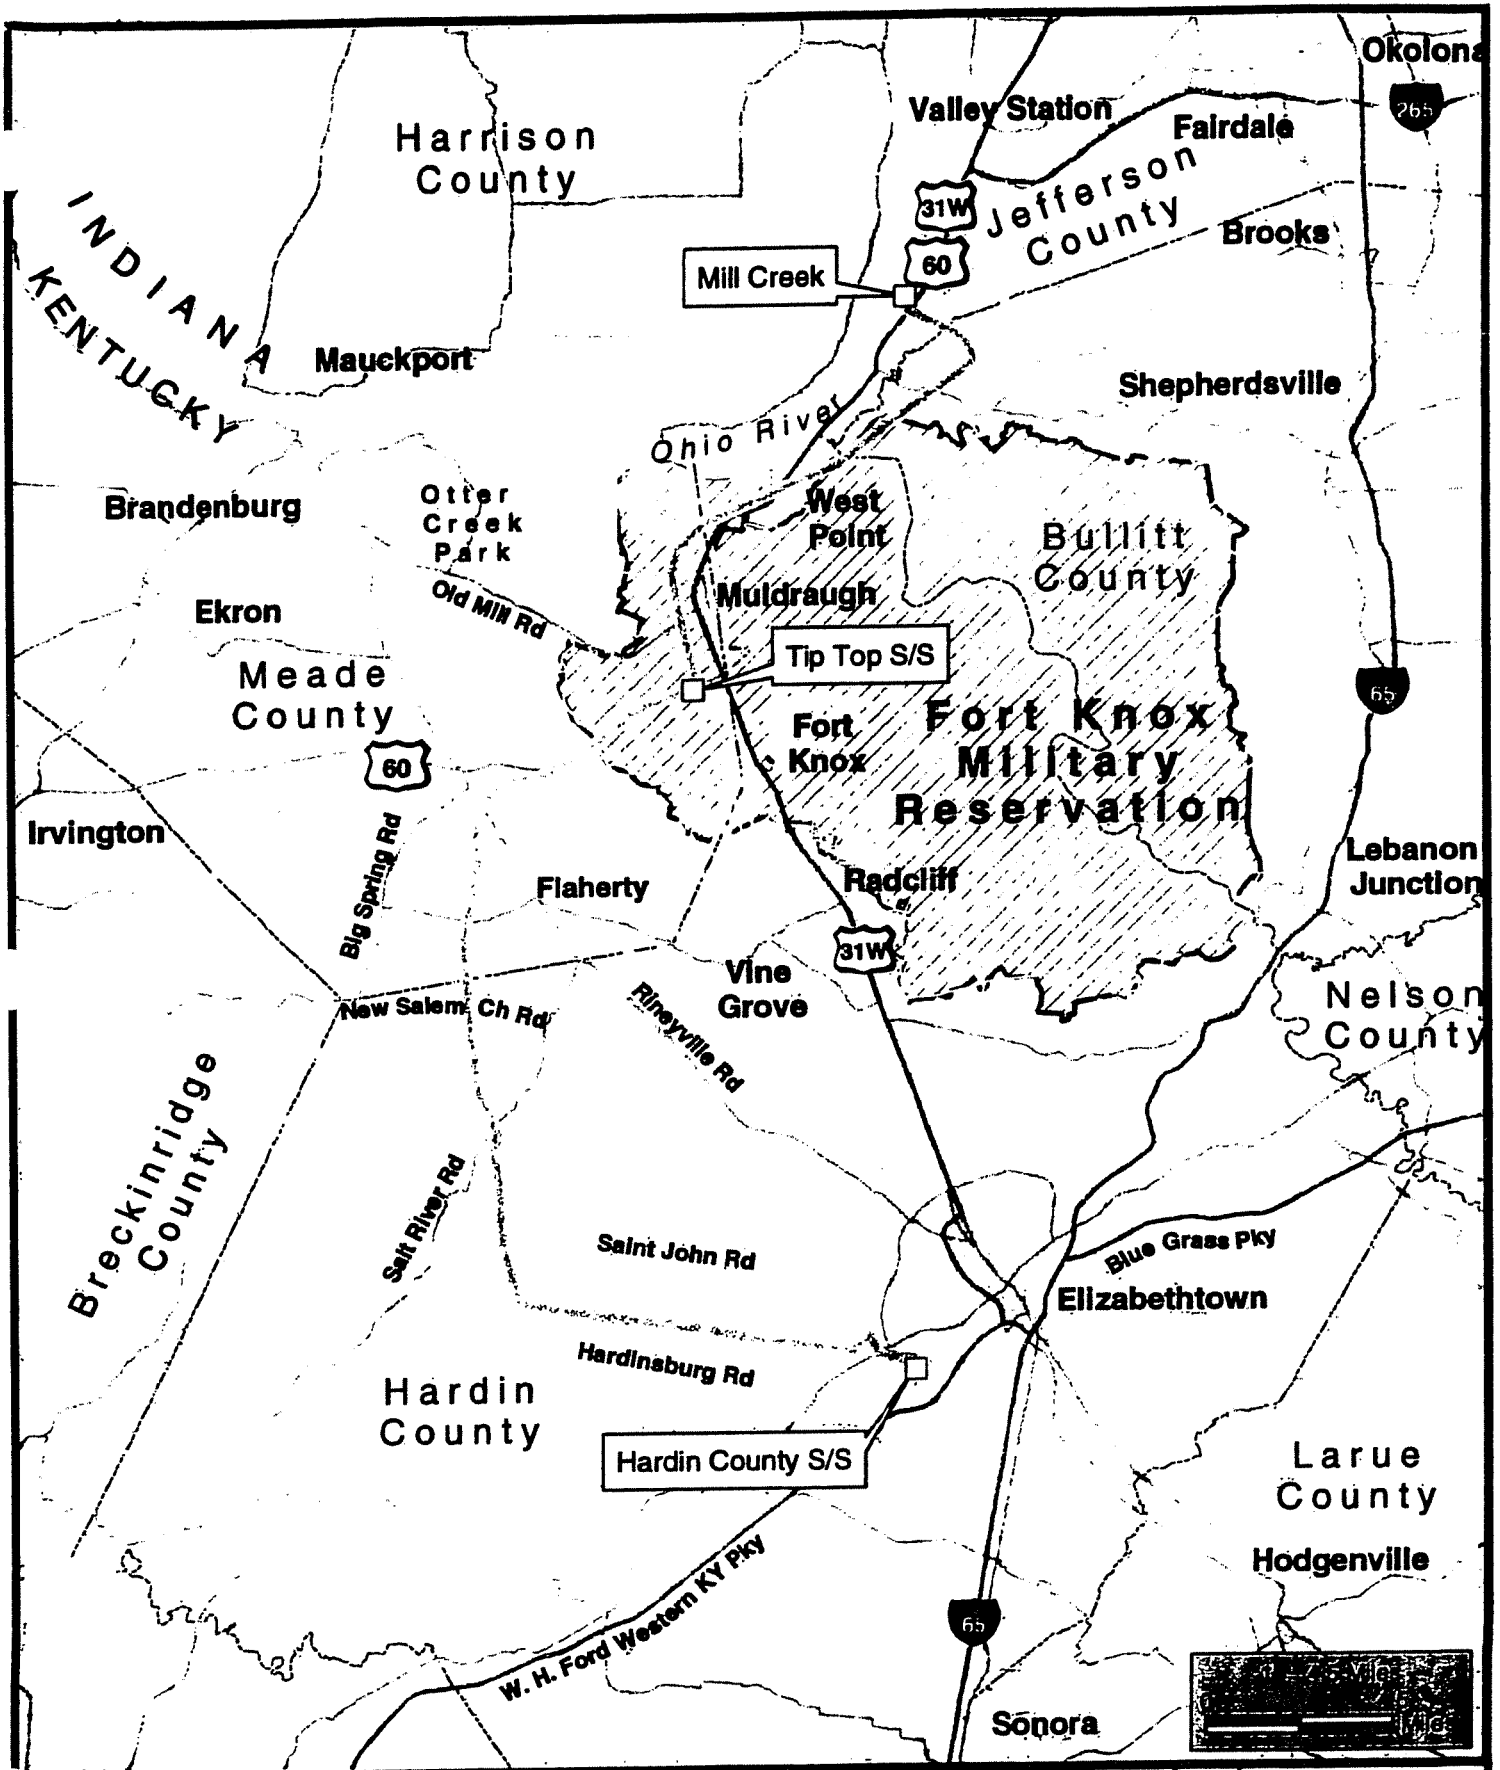 Okolona
265
Valley Station
Fairdale
Harrison
County
Jefferson
County
31W
60
Brooks
INDIANA
KENTUCKY
Mill Creek
Mauckport
Shepherdsville
Ohio River
Brandenburg
Otter
Creek
Park
West
Point
Bullitt
County
Old Mill Rd
Muldraugh
Ekron
Tip Top S/S
Meade
County
65
Fort
Knox
Fort Knox
Military
Reservation
60
Irvington
Big Spring Rd
Flaherty
Radcliff
Lebanon
Junction
31W
Vine
Grove
New Salem Ch Rd
Rineyville Rd
Nelson
County
Breckinridge
County
Salt River Rd
Saint John Rd
Blue Grass Pky
Elizabethtown
Hardinsburg Rd
Hardin
County
Hardin County S/S
Larue
County
Hodgenville
W. H. Ford Western KY Pky
65
Sonora